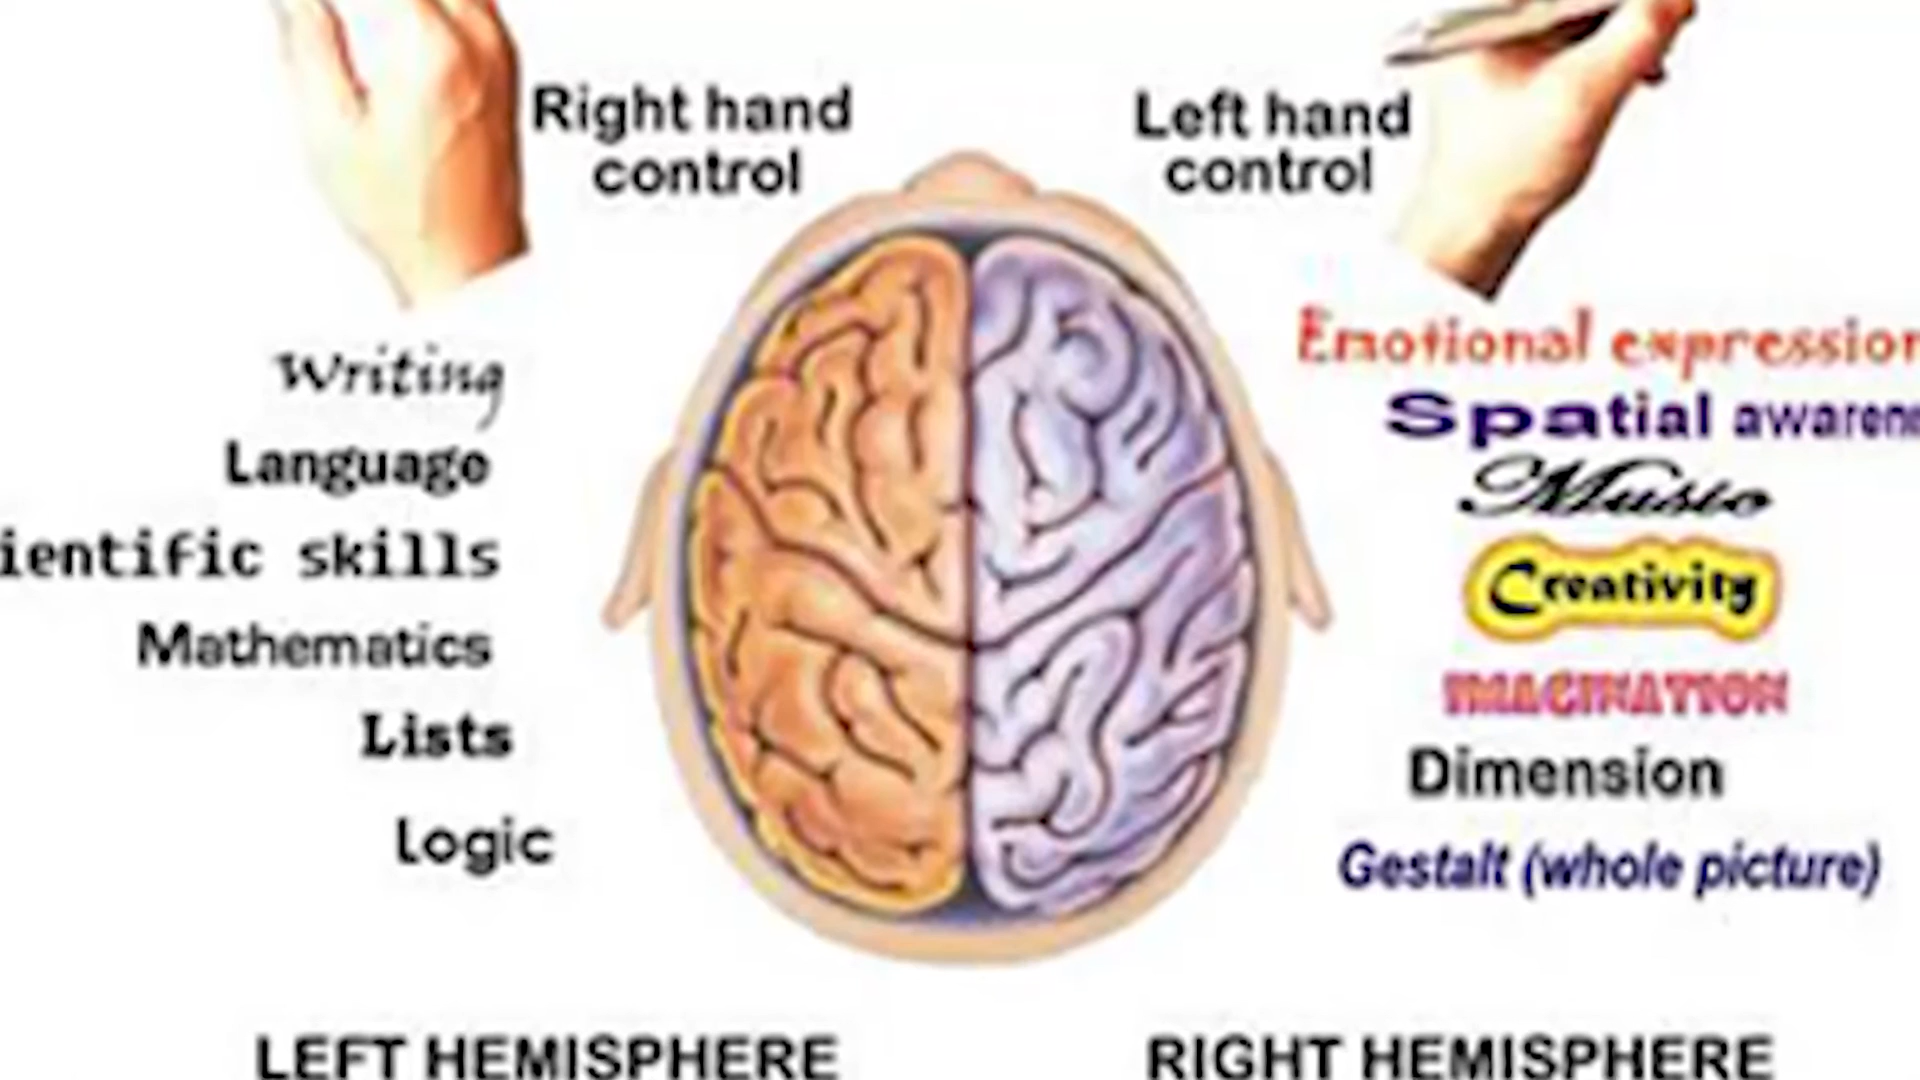 Right hand
control
Left hand
control
Writing
Language
ientific skills
Mathematics
Lists
Logic
Emotional expression
Spatial awaren
Music
Creativity
IMAGINATION
Dimension
Gestalt (whole picture)
LEFT HEMISPHERE
RIGHT HEMISPHERE